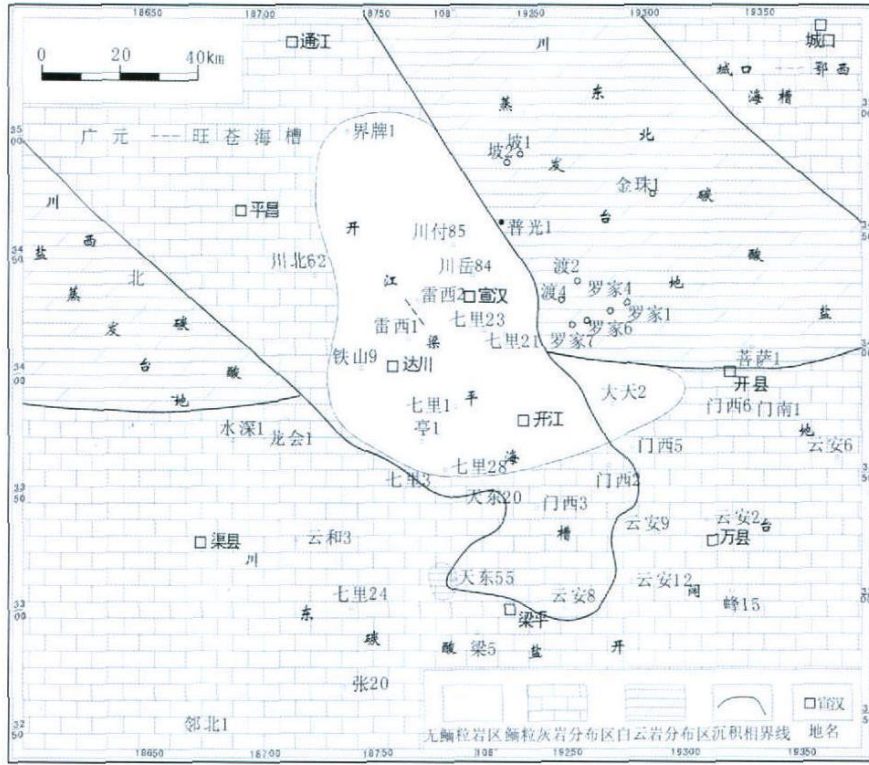 18650 18700 18750 108 19250 19300 19350
0 20 40km
通江
城口
川东北蒸发台地碳酸盐
城口---鄂西
海槽
广元---旺苍海槽
界牌1
坡2
坡1
金珠1
平昌
川西北
蒸发台地
碳酸盐
川付85
普光1
川北62
川岳84
渡2
雷西2
宣汉
渡4
罗家4
七里23
罗家1
雷西1
罗家6
七里21
罗家7
铁山9
达川
菩萨1
开县
大天2
七里1
开江
门西6
门南1
亭1
水深1
龙会1
门西5
云安6
七里28
七里3
天东20
门西2
门西3
云安9
云安2
渠县
云和3
万县
开江梁平海槽
天东55
云安12
七里24
云安8
峰15
梁平
川东碳酸盐开阔台地
梁5
张20
邻北1
宣汉
无鲕粒岩区
鲕粒灰岩分布区
白云岩分布区
沉积相界线
地名
18650 18700 18750 108 19250 19300 19350